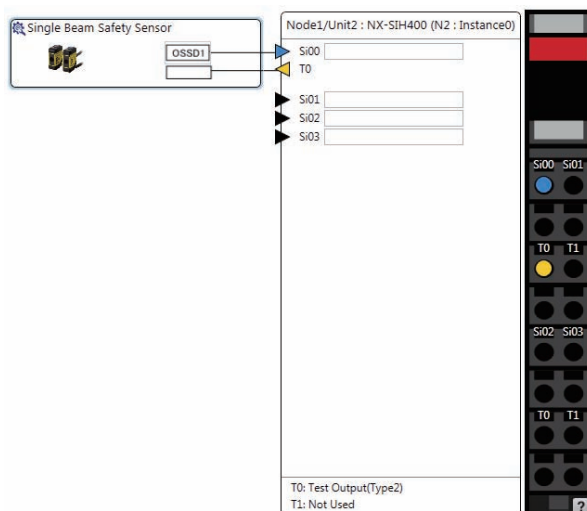 Single Beam Safety Sensor
OSSD1
Node1/Unit2 : NX-SIH400 (N2 : Instance0)
Si00
T0
Si01
Si02
Si03
T0: Test Output(Type2)
T1: Not Used
Si00 Si01
T0 T1
Si02 Si03
T0 T1
?